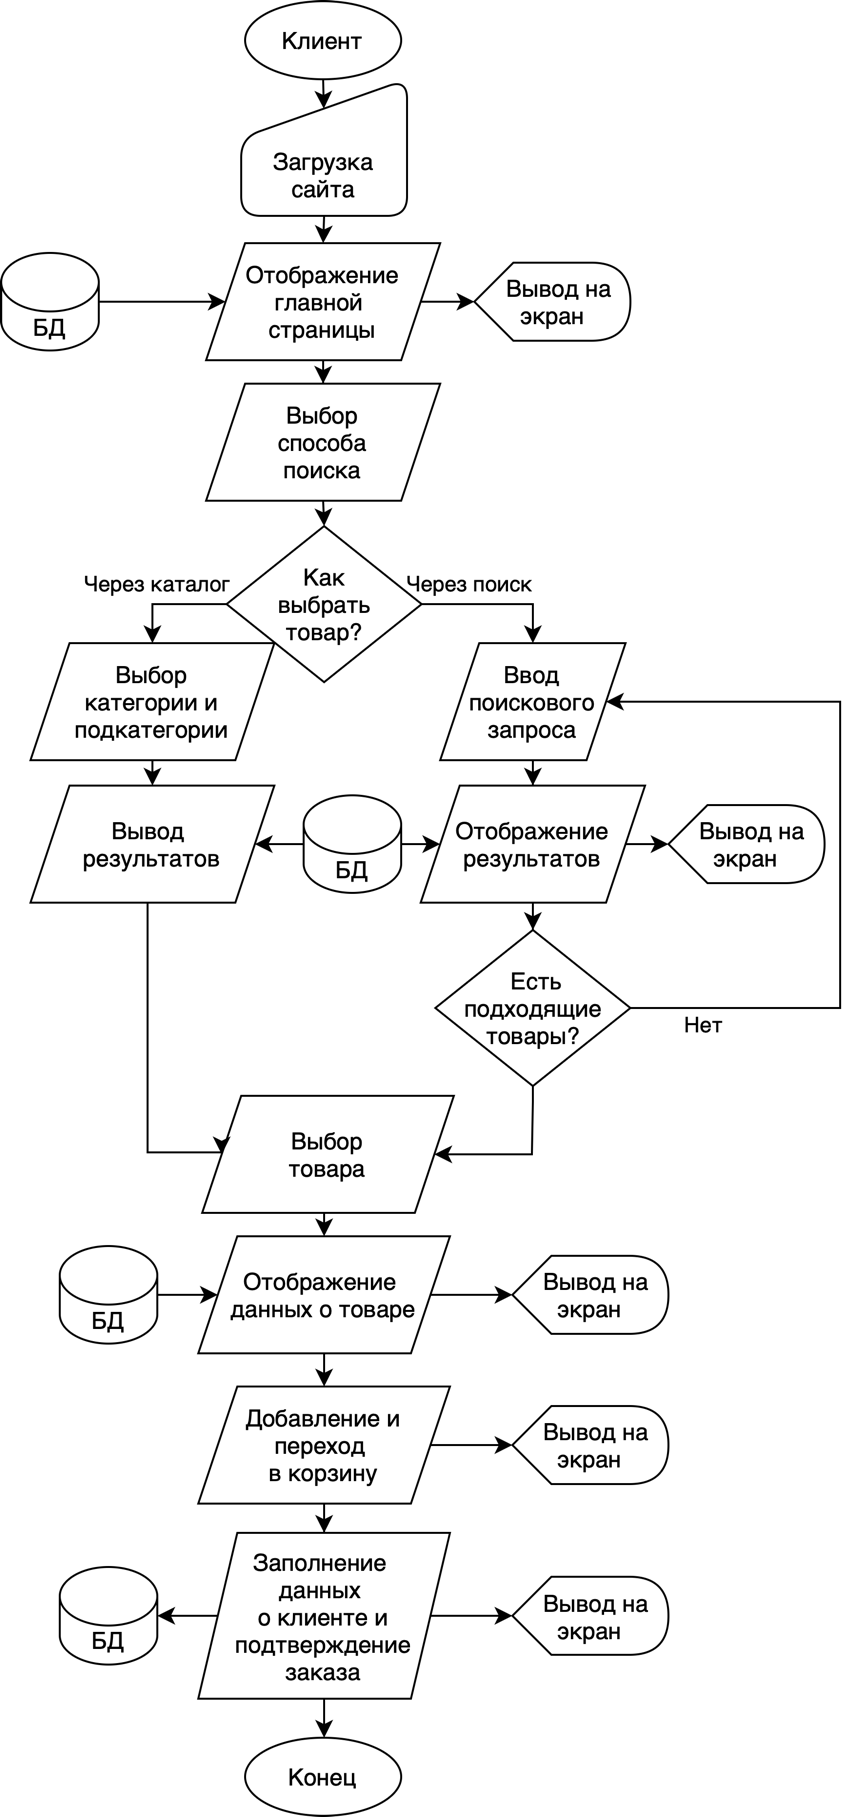 Клиент
Загрузка
сайта
Отображение
главной
страницы
БД
Вывод на
экран
Выбор
способа
поиска
Как
выбрать
товар?
Через каталог
Через поиск
Выбор
категории и
подкатегории
Ввод
поискового
запроса
Вывод
результатов
БД
Отображение
результатов
Вывод на
экран
Есть
подходящие
товары?
Нет
Выбор
товара
БД
Отображение
данных о товаре
Вывод на
экран
Добавление и
переход
в корзину
Вывод на
экран
Заполнение
данных
о клиенте и
подтверждение
заказа
БД
Вывод на
экран
Конец